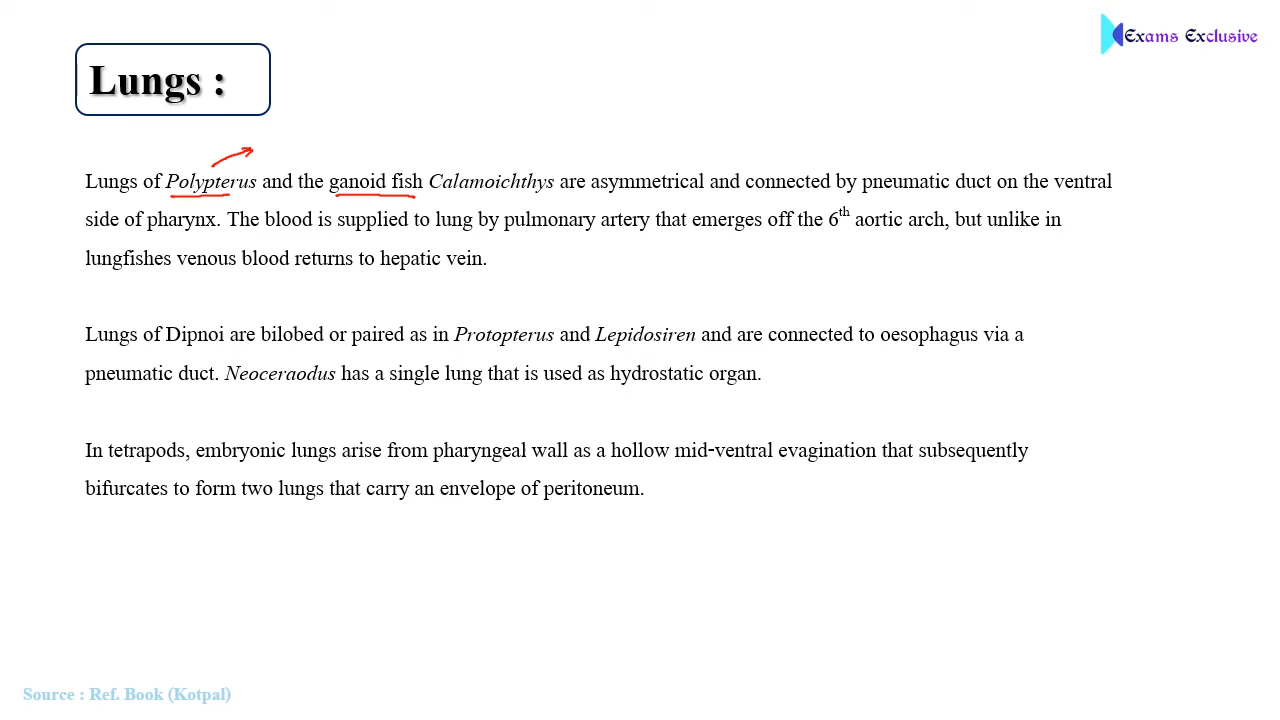 Exams Exclusive
Lungs :
Lungs of Polypterus and the ganoid fish Calamoichthys are asymmetrical and connected by pneumatic duct on the ventral
side of pharynx. The blood is supplied to lung by pulmonary artery that emerges off the 6th aortic arch, but unlike in
lungfishes venous blood returns to hepatic vein.
Lungs of Dipnoi are bilobed or paired as in Protopterus and Lepidosiren and are connected to oesophagus via a
pneumatic duct. Neoceraodus has a single lung that is used as hydrostatic organ.
In tetrapods, embryonic lungs arise from pharyngeal wall as a hollow mid-ventral evagination that subsequently
bifurcates to form two lungs that carry an envelope of peritoneum.
Source : Ref. Book (Kotpal)